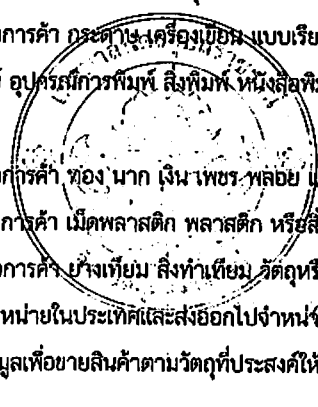 การค้า กระดาษ เครื่องเขียน แบบเรีย
อุปกรณ์การพิมพ์ สิ่งพิมพ์ หนังสือพิม
การค้า ทอง นาก เงิน เพชร พลอย แ
การค้า เม็ดพลาสติก พลาสติก หรือสิ่
การค้า ยางเทียม สิ่งทำเทียม วัตถุหรื
หน่ายในประเทศและส่งออกไปจำหน่
มูลเพื่อขายสินค้าตามวัตถุที่ประสงค์ให้